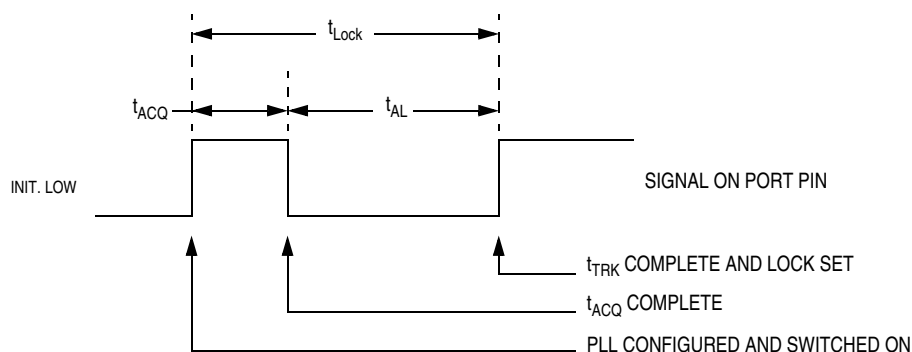 tLock
tACQ
tAL
INIT. LOW
SIGNAL ON PORT PIN
tTRK COMPLETE AND LOCK SET
tACQ COMPLETE
PLL CONFIGURED AND SWITCHED ON